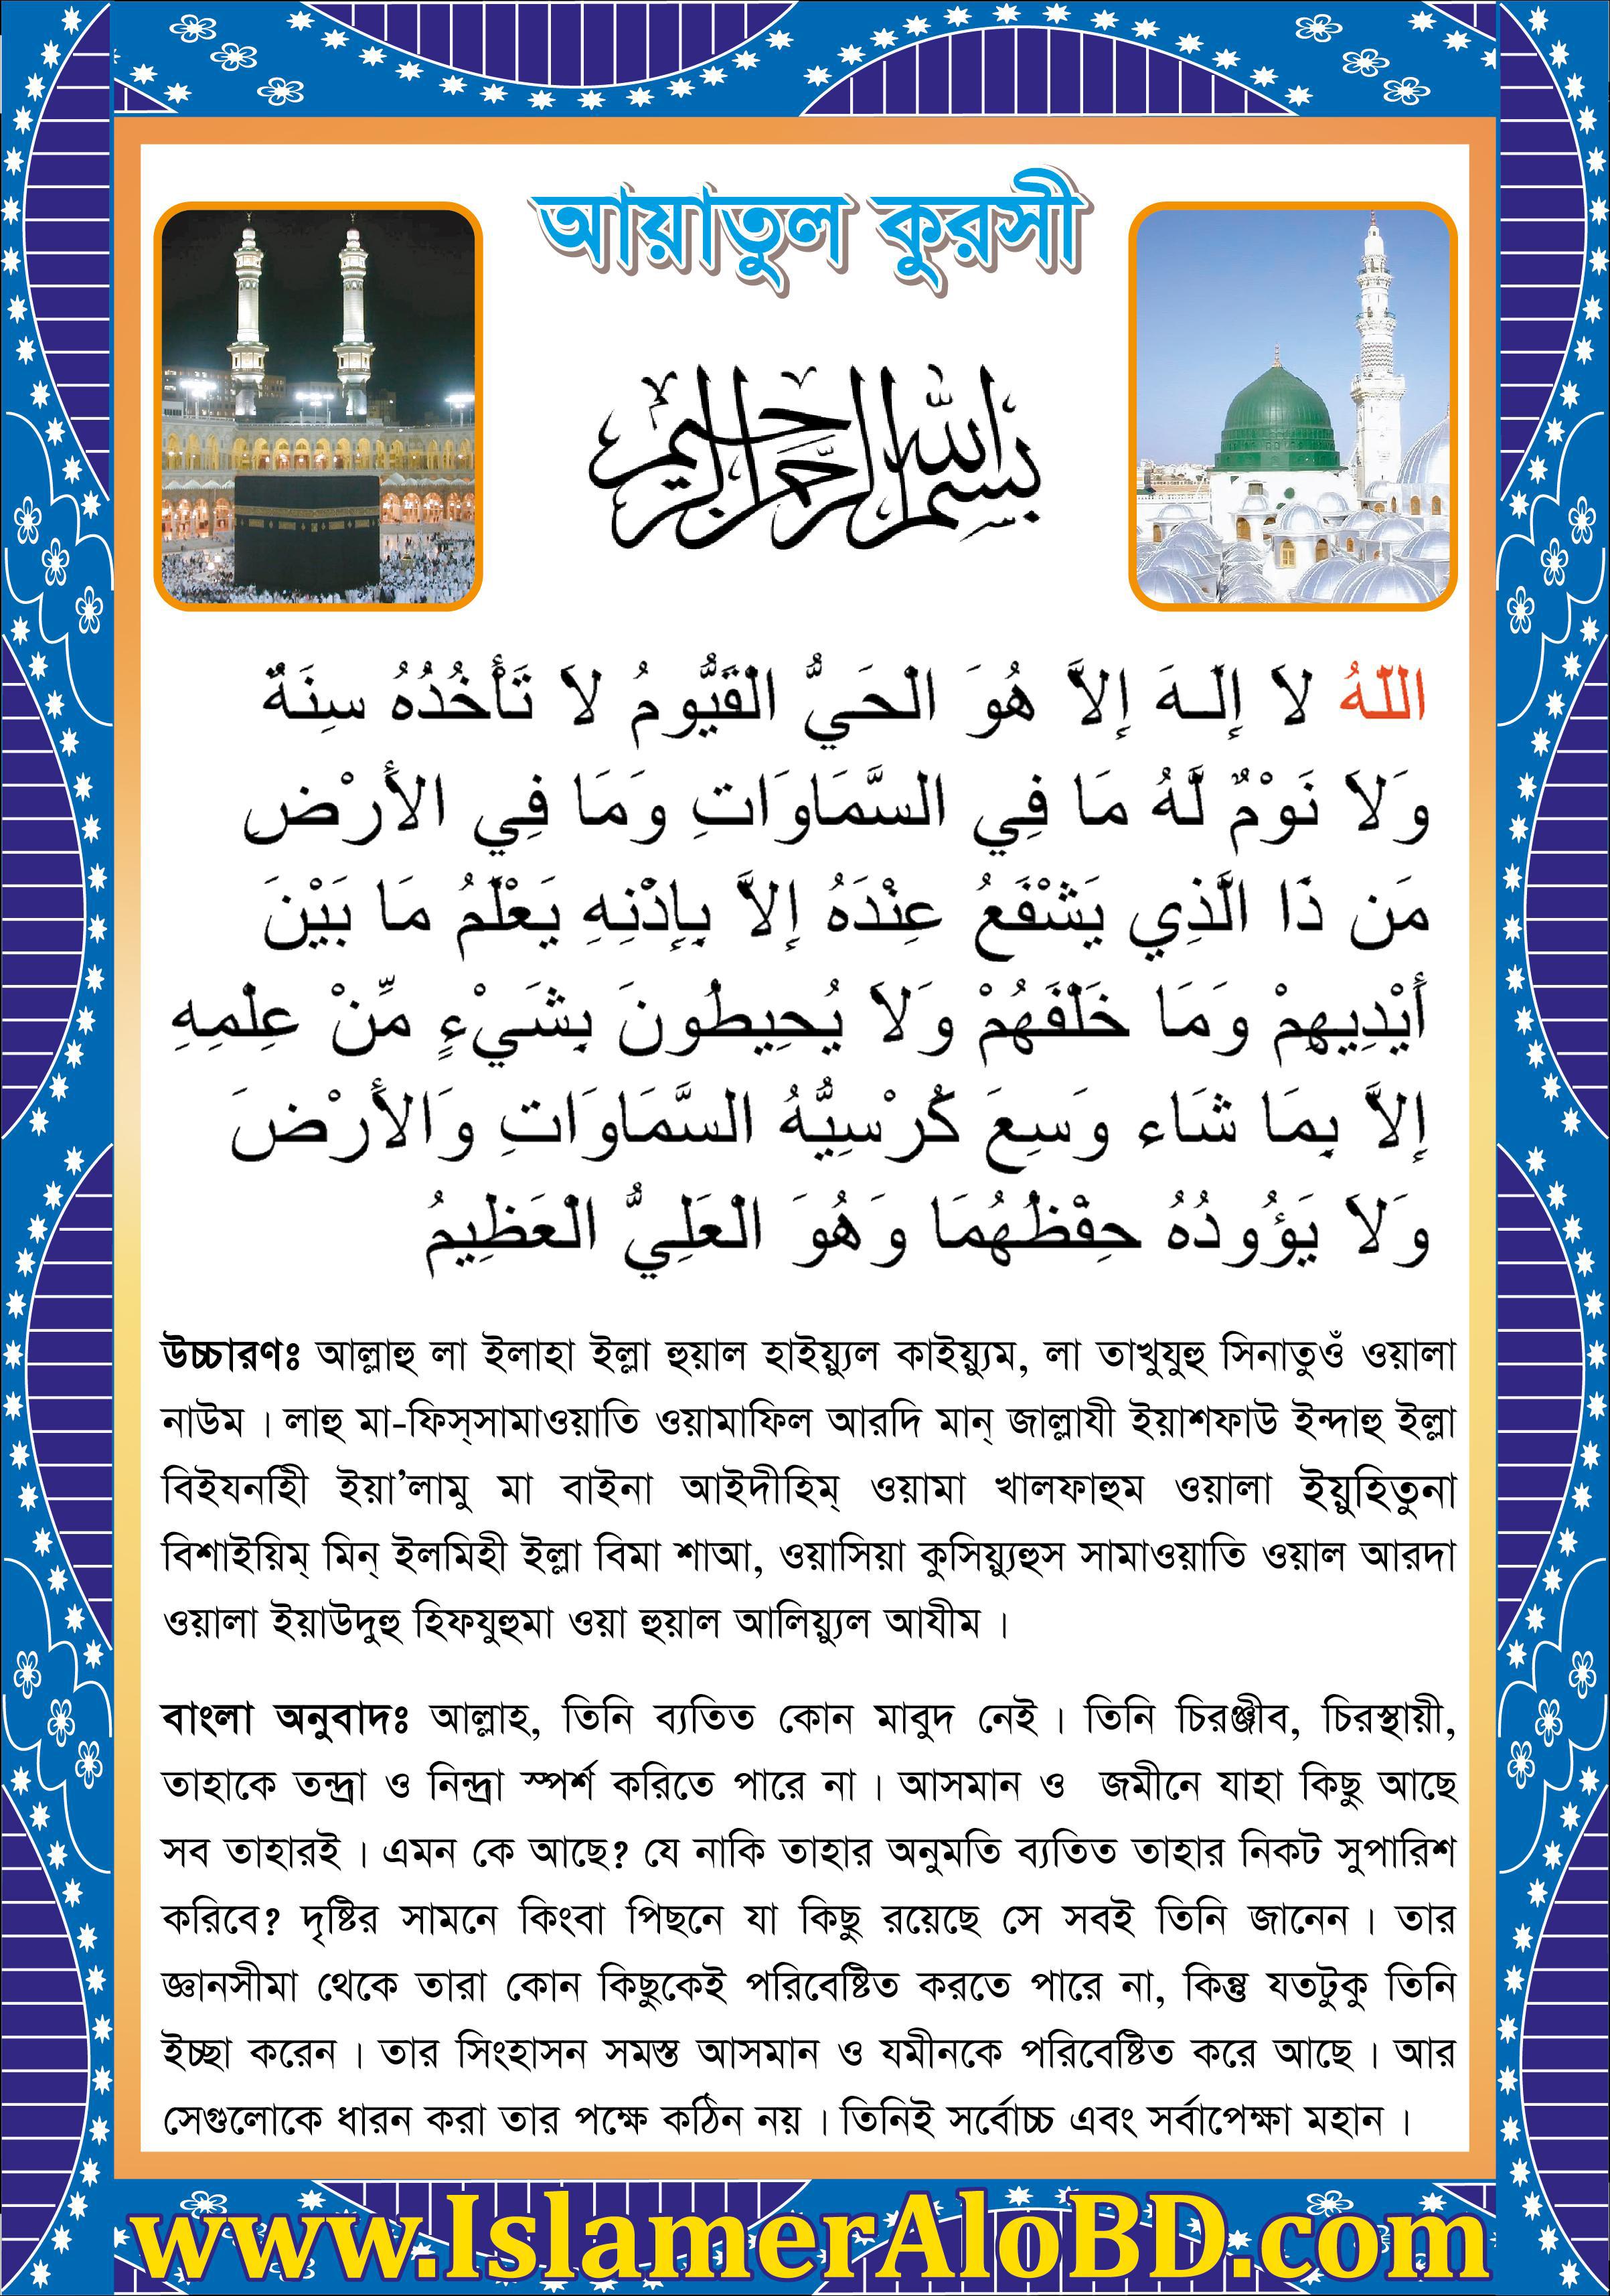 আয়াতুল কুরসী
بسم الله الرحمن الرحيم
اللّهُ لاَ إِلَـهَ إِلاَّ هُوَ الْحَيُّ الْقَيُّومُ لاَ تَأْخُذُهُ سِنَةٌ
وَلاَ نَوْمٌ لَّهُ مَا فِي السَّمَاوَاتِ وَمَا فِي الأَرْضِ
مَن ذَا الَّذِي يَشْفَعُ عِنْدَهُ إِلاَّ بِإِذْنِهِ يَعْلَمُ مَا بَيْنَ
أَيْدِيهِمْ وَمَا خَلْفَهُمْ وَلاَ يُحِيطُونَ بِشَيْءٍ مِّنْ عِلْمِهِ
إِلاَّ بِمَا شَاء وَسِعَ كُرْسِيُّهُ السَّمَاوَاتِ وَالأَرْضَ
وَلاَ يَؤُودُهُ حِفْظُهُمَا وَهُوَ الْعَلِيُّ الْعَظِيمُ
উচ্চারণঃ আল্লাহু লা ইলাহা ইল্লা হুয়াল হাইয়্যুল কাইয়্যুম, লা তাখুযুহু সিনাতুওঁ ওয়ালা
নাউম । লাহু মা-ফিস্সামাওয়াতি ওয়ামাফিল আরদি মান্ জাল্লাযী ইয়াশফাউ ইন্দাহু ইল্লা
বিইযনহিী ইয়া’লামু মা বাইনা আইদীহিম্ ওয়ামা খালফাহুম ওয়ালা ইয়ুহিতুনা
বিশাইয়িম্ মিন্ ইলমিহী ইল্লা বিমা শাআ, ওয়াসিয়া কুসিয়্যুহুস সামাওয়াতি ওয়াল আরদা
ওয়ালা ইয়াউদুহু হিফযুহুমা ওয়া হুয়াল আলিয়্যুল আযীম ।
বাংলা অনুবাদঃ আল্লাহ, তিনি ব্যতিত কোন মাবুদ নেই । তিনি চিরঞ্জীব, চিরস্থায়ী,
তাহাকে তন্দ্রা ও নিন্দ্রা স্পর্শ করিতে পারে না । আসমান ও জমীনে যাহা কিছু আছে
সব তাহারই । এমন কে আছে? যে নাকি তাহার অনুমতি ব্যতিত তাহার নিকট সুপারিশ
করিবে? দৃষ্টির সামনে কিংবা পিছনে যা কিছু রয়েছে সে সবই তিনি জানেন । তার
জ্ঞানসীমা থেকে তারা কোন কিছুকেই পরিবেষ্টিত করতে পারে না, কিন্তু যতটুকু তিনি
ইচ্ছা করেন । তার সিংহাসন সমস্ত আসমান ও যমীনকে পরিবেষ্টিত করে আছে । আর
সেগুলোকে ধারন করা তার পক্ষে কঠিন নয় । তিনিই সর্বোচ্চ এবং সর্বাপেক্ষা মহান ।
www.IslamerAloBD.com